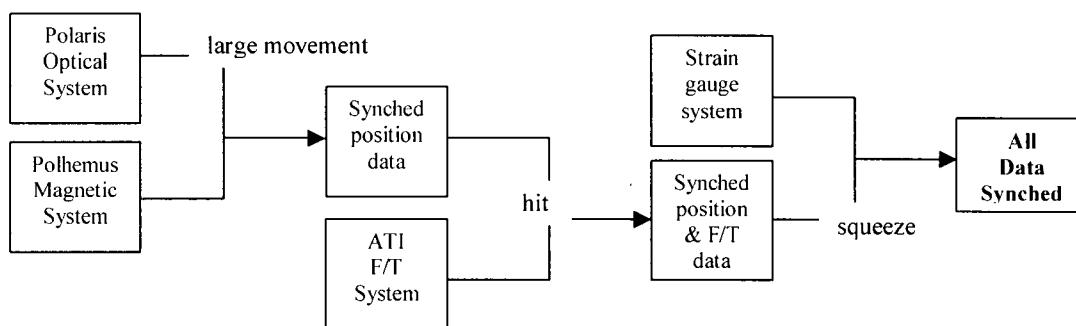 Polaris
Optical
System
large movement
Polhemus
Magnetic
System
Synched
position
data
ATI
F/T
System
hit
Strain
gauge
system
Synched
position
& F/T
data
squeeze
All
Data
Synched